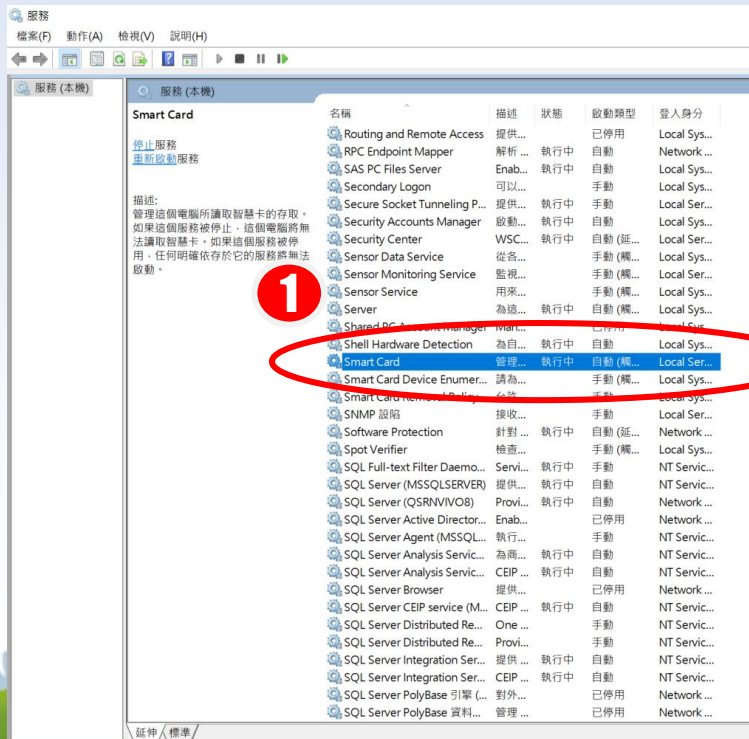 服務
檔案(F) 動作(A) 檢視(V) 說明(H)
服務 (本機)
服務 (本機)
Smart Card
停止服務
重新啟動服務
描述:
管理這個電腦所讀取智慧卡的存取。
如果這個服務被停止，這個電腦將無
法讀取智慧卡。如果這個服務被停
用，任何明確依存於它的服務將無法
啟動。
1
名稱 描述 狀態 啟動類型 登入身分
Routing and Remote Access 提供... 已停用 Local Sys...
RPC Endpoint Mapper 解析 ... 執行中 自動 Network ...
SAS PC Files Server Enab... 執行中 自動 Local Sys...
Secondary Logon 可以... 手動 Local Sys...
Secure Socket Tunneling P... 提供... 執行中 手動 Local Ser...
Security Accounts Manager 啟動... 執行中 自動 Local Sys...
Security Center WSC... 執行中 自動 (延... Local Ser...
Sensor Data Service 從各... 手動 (觸... Local Sys...
Sensor Monitoring Service 監視... 手動 (觸... Local Ser...
Sensor Service 用來... 手動 (觸... Local Sys...
Server 為這... 執行中 自動 (觸... Local Sys...
Shared PC Account Manager Man... 已停用 Local Sys...
Shell Hardware Detection 為自... 執行中 自動 Local Sys...
Smart Card 管理... 執行中 自動 (觸... Local Ser...
Smart Card Device Enumer... 請為... 手動 (觸... Local Sys...
Smart Card Removal Policy 允許... 手動 Local Sys...
SNMP 設陷 接收... 手動 Local Ser...
Software Protection 針對 ... 執行中 自動 (延... Network ...
Spot Verifier 檢查... 手動 (觸... Local Sys...
SQL Full-text Filter Daemo... Servi... 執行中 手動 NT Servic...
SQL Server (MSSQLSERVER) 提供... 執行中 自動 NT Servic...
SQL Server (QSRNVIVO8) Provi... 執行中 自動 Network ...
SQL Server Active Director... Enab... 已停用 Network ...
SQL Server Agent (MSSQL... 執行... 手動 NT Servic...
SQL Server Analysis Servic... 為商... 執行中 自動 NT Servic...
SQL Server Analysis Servic... CEIP ... 執行中 自動 NT Servic...
SQL Server Browser 提供... 已停用 Network ...
SQL Server CEIP service (M... CEIP ... 執行中 自動 NT Servic...
SQL Server Distributed Re... One ... 手動 NT Servic...
SQL Server Distributed Re... Provi... 手動 NT Servic...
SQL Server Integration Ser... 提供 ... 執行中 自動 NT Servic...
SQL Server Integration Ser... CEIP ... 執行中 自動 NT Servic...
SQL Server PolyBase 引擎 (... 對外... 已停用 Network ...
SQL Server PolyBase 資料... 管理 ... 已停用 Network ...
延伸 標準